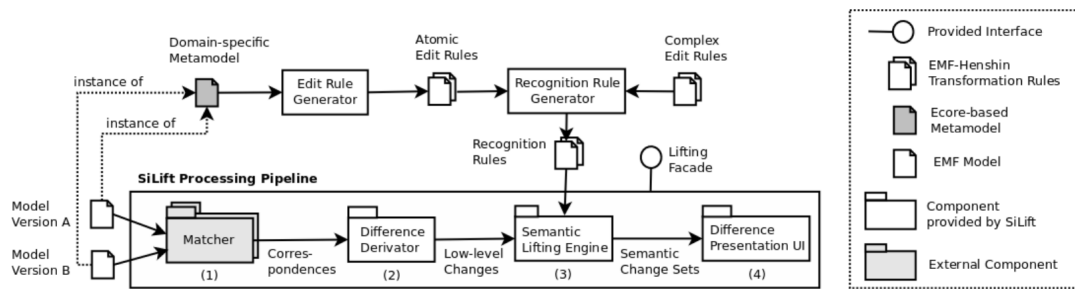 Domain-specific
Metamodel
instance of
instance of
Edit Rule
Generator
Atomic
Edit Rules
Recognition Rule
Generator
Complex
Edit Rules
Recognition
Rules
Lifting
Facade
SiLift Processing Pipeline
Model
Version A
Model
Version B
Matcher
(1)
Corres-
pondences
Difference
Derivator
(2)
Low-level
Changes
Semantic
Lifting Engine
(3)
Semantic
Change Sets
Difference
Presentation UI
(4)
Provided Interface
EMF-Henshin
Transformation Rules
Ecore-based
Metamodel
EMF Model
Component
provided by SiLift
External Component